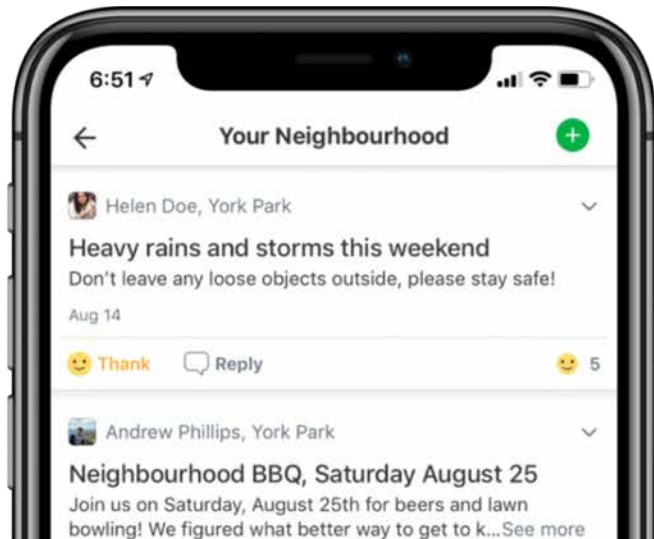 6:51
Your Neighbourhood
Helen Doe, York Park
Heavy rains and storms this weekend
Don't leave any loose objects outside, please stay safe!
Aug 14
Thank Reply 5
Andrew Phillips, York Park
Neighbourhood BBQ, Saturday August 25
Join us on Saturday, August 25th for beers and lawn
bowling! We figured what better way to get to k...See more